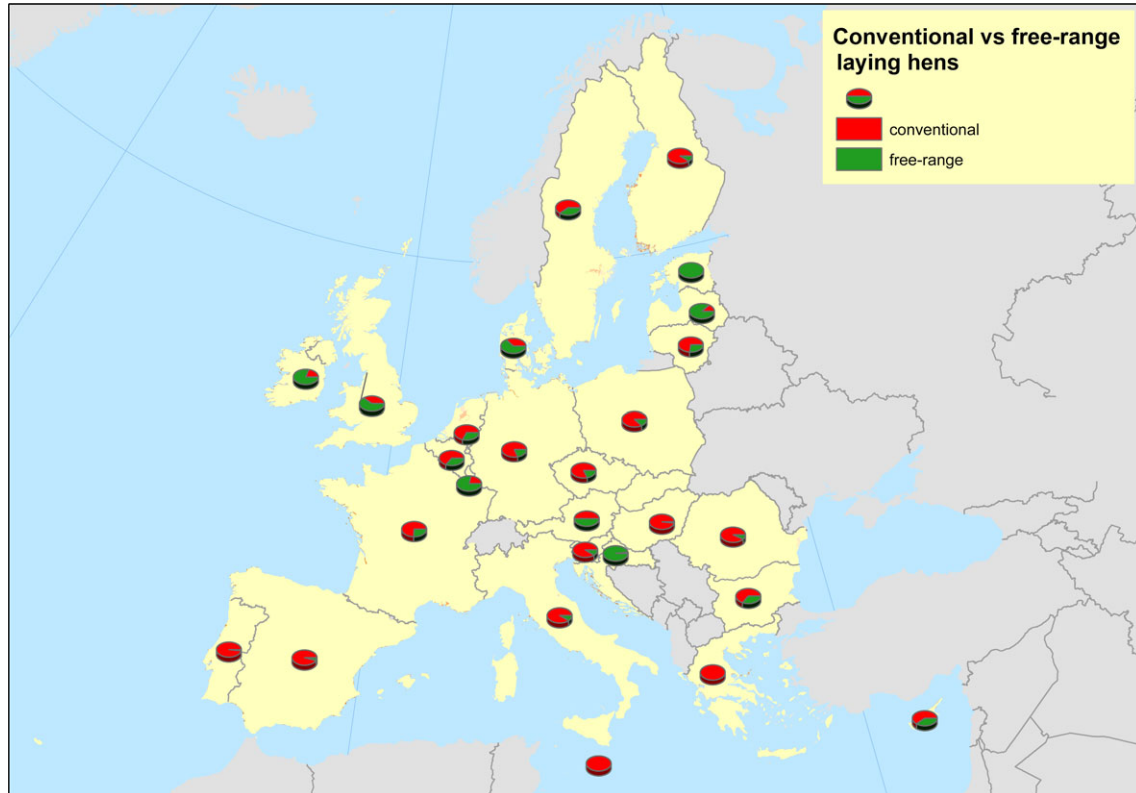 Conventional vs free-range
laying hens
conventional
free-range